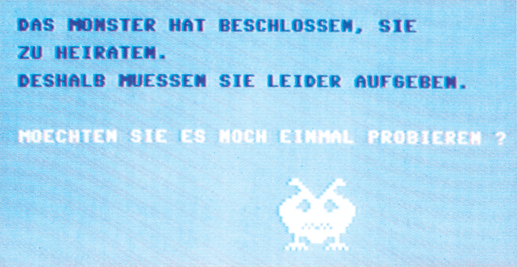 DAS MONSTER HAT BESCHLOSSEN, SIE
ZU HEIRATEN.
DESHALB MUESSEN SIE LEIDER AUFGEBEN.
MOECHTEN SIE ES NOCH EINMAL PROBIEREN ?